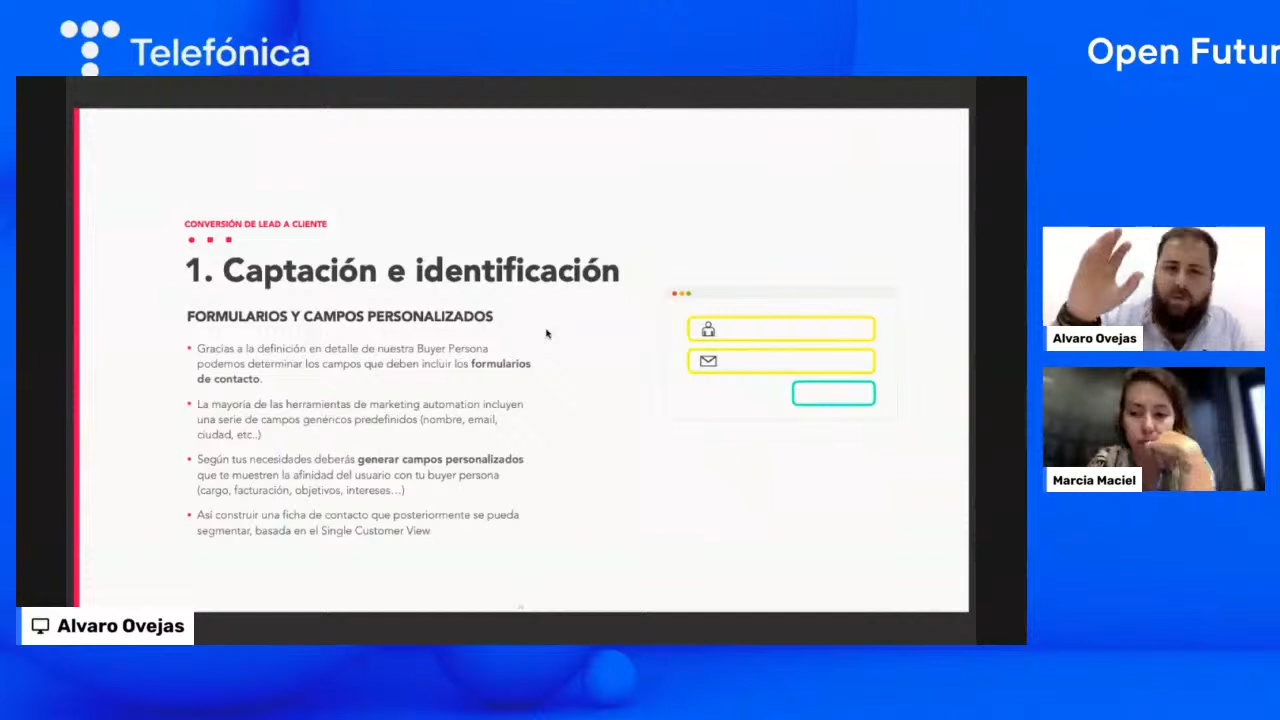 Telefónica
Open Futur
CONVERSIÓN DE LEAD A CLIENTE
1. Captación e identificación
FORMULARIOS Y CAMPOS PERSONALIZADOS
• Gracias a la definición en detalle de nuestra Buyer Persona
podemos determinar los campos que deben incluir los formularios
de contacto.
• La mayoría de las herramientas de marketing automation incluyen
una serie de campos genéricos predefinidos (nombre, email,
ciudad, etc..)
• Según tus necesidades deberás generar campos personalizados
que te muestren la afinidad del usuario con tu buyer persona
(cargo, facturación, objetivos, intereses...)
• Así construir una ficha de contacto que posteriormente se pueda
segmentar, basada en el Single Customer View
Alvaro Ovejas
Marcia Maciel
Alvaro Ovejas